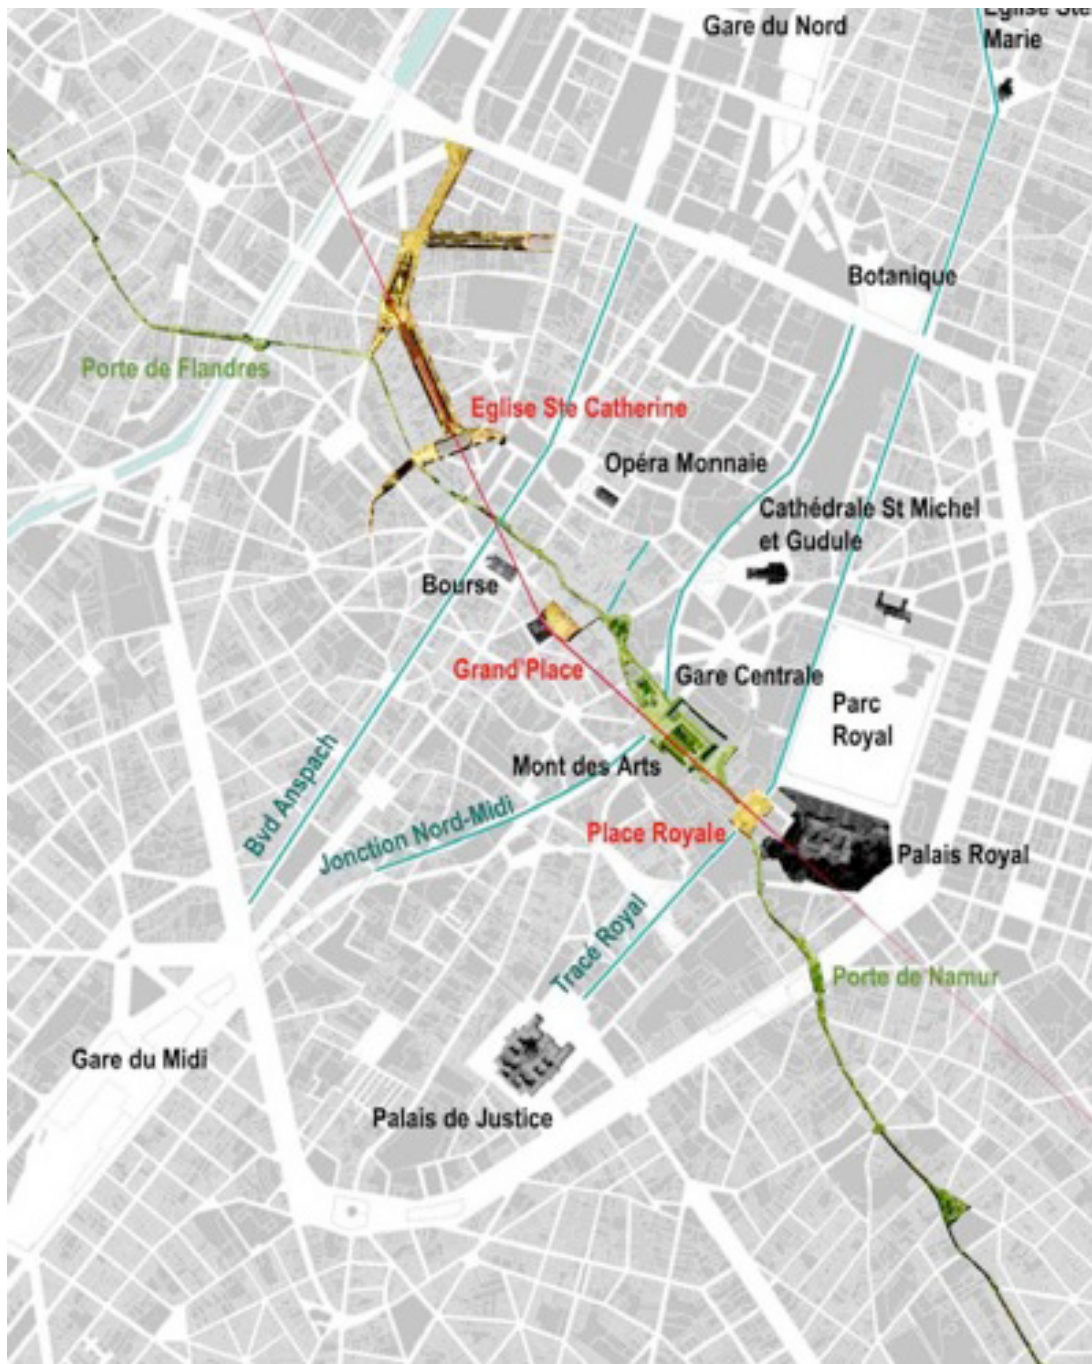 Eglise Ste
Marie
Gare du Nord
Botanique
Porte de Flandres
Eglise Ste Catherine
Opéra Monnaie
Cathédrale St Michel
et Gudule
Bourse
Grand'Place
Gare Centrale
Parc
Royal
Mont des Arts
Bvd Anspach
Jonction Nord-Midi
Place Royale
Palais Royal
Tracé Royal
Porte de Namur
Gare du Midi
Palais de Justice